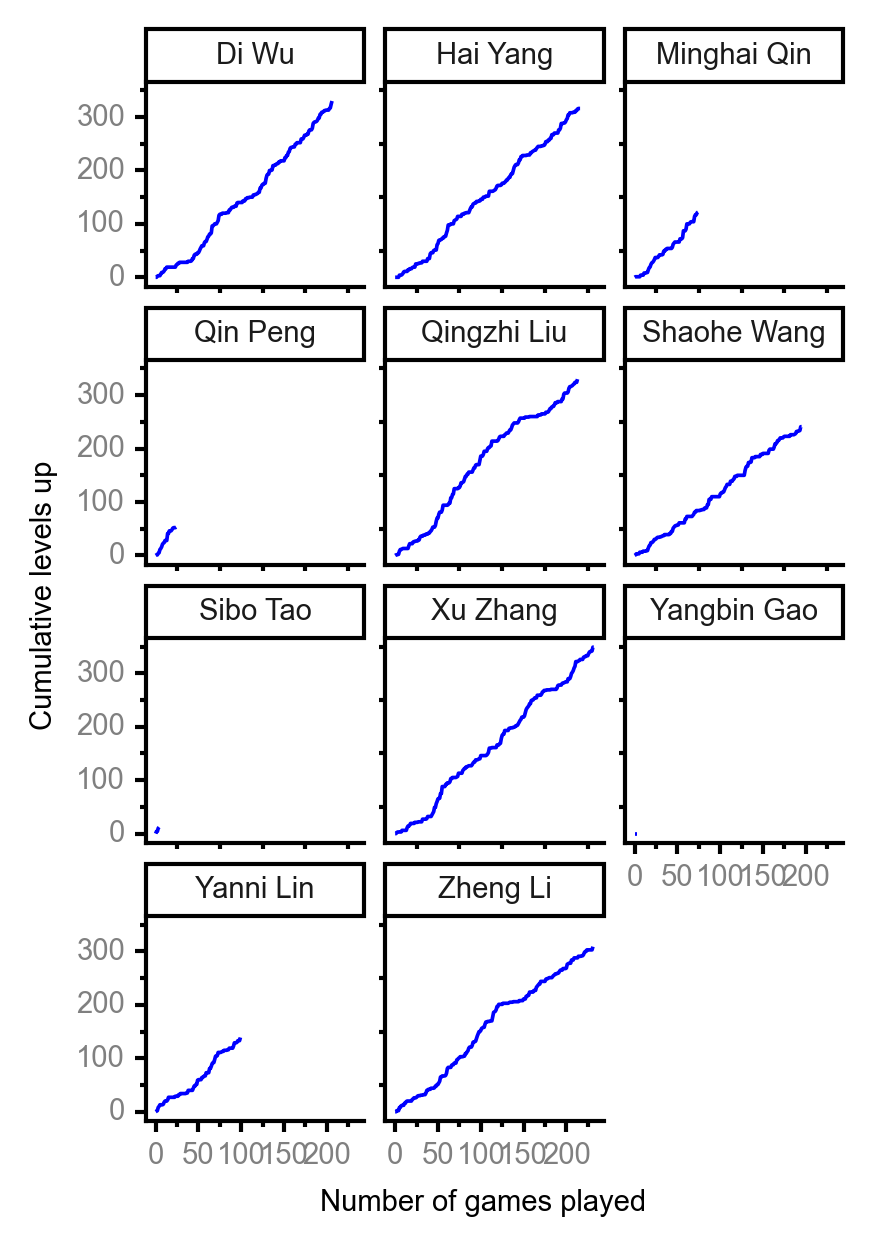 Di Wu
Hai Yang
Minghai Qin
300
200
100
0
Qin Peng
Qingzhi Liu
Shaohe Wang
300
200
100
0
Cumulative levels up
Sibo Tao
Xu Zhang
Yangbin Gao
300
200
100
0
0 50 100 150 200
Yanni Lin
Zheng Li
300
200
100
0
0 50 100 150 200
0 50 100 150 200
Number of games played